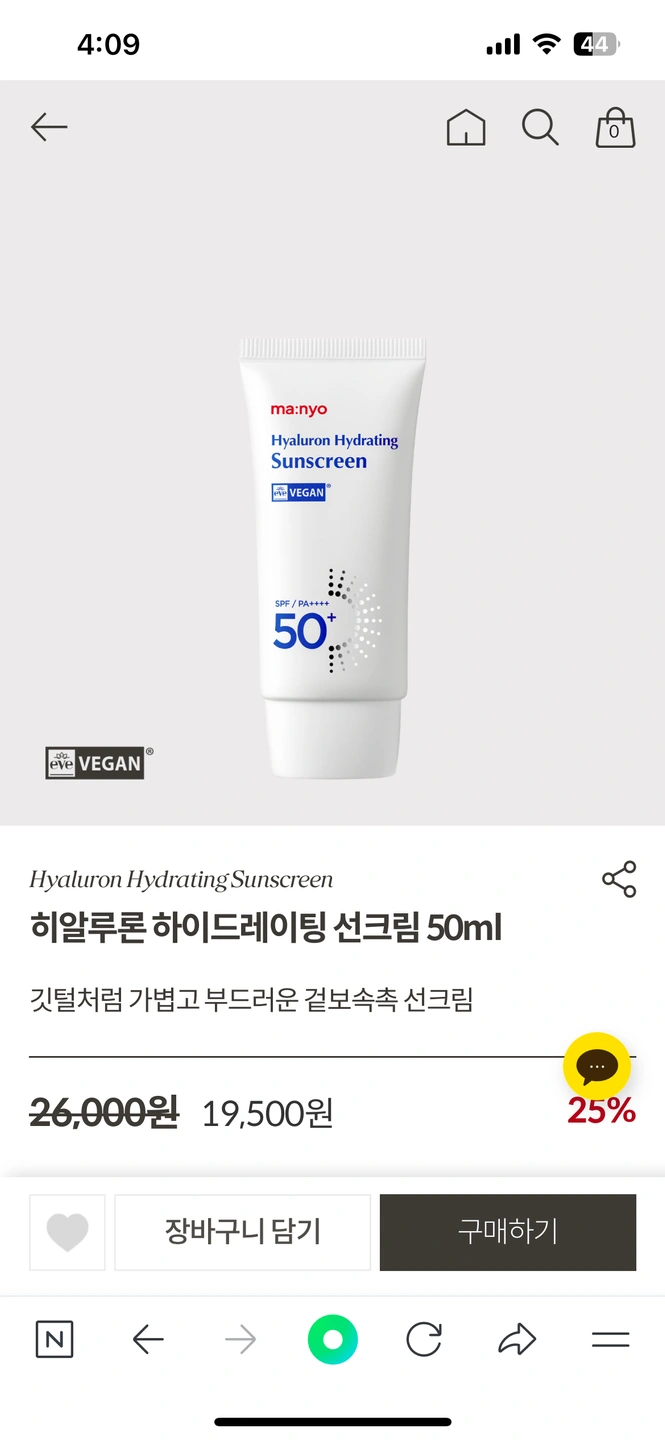 4:09
44
0
ma:nyo
Hyaluron Hydrating
Sunscreen
eve VEGAN®
SPF / PA++++
50+
eve VEGAN®
Hyaluron Hydrating Sunscreen
히알루론 하이드레이팅 선크림 50ml
깃털처럼 가볍고 부드러운 겉보속촉 선크림
26,000원 19,500원 25%
장바구니 담기 구매하기
N